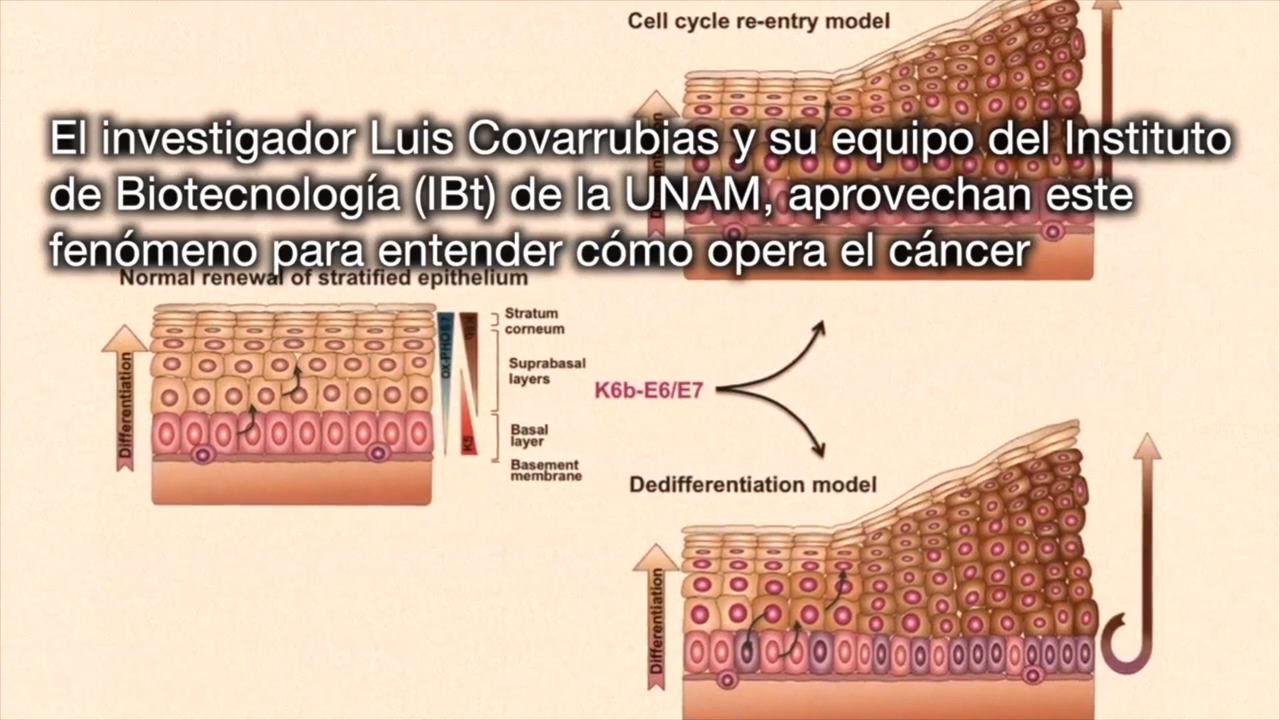 Cell cycle re-entry model
El investigador Luis Covarrubias y su equipo del Instituto
de Biotecnología (IBt) de la UNAM, aprovechan este
fenómeno para entender cómo opera el cáncer
Normal renewal of stratified epithelium
Differentiation
K5
Stratum
corneum
Suprabasal
layers
Basal
layer
Basement
membrane
K6b-E6/E7
Dedifferentiation model
Differentiation